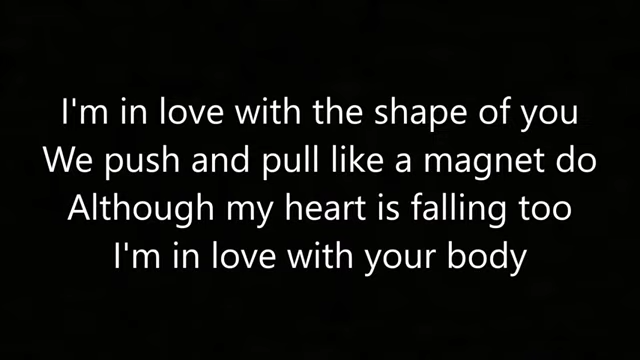 I'm in love with the shape of you
We push and pull like a magnet do
Although my heart is falling too
I'm in love with your body